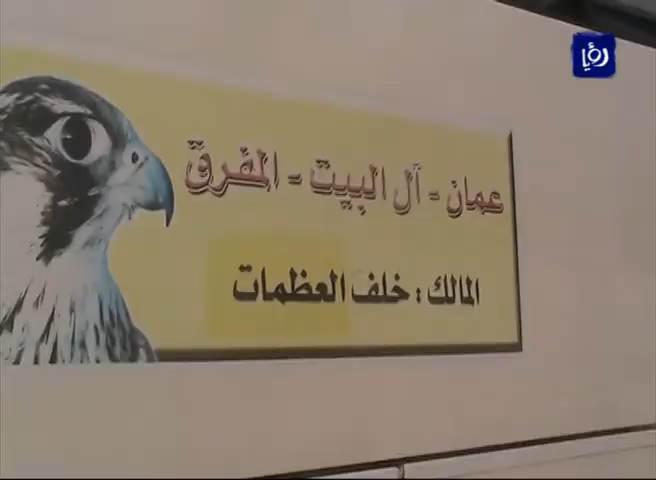 رؤيا
عمان - آل البيت - المفرق
المالك : خلف العظمات